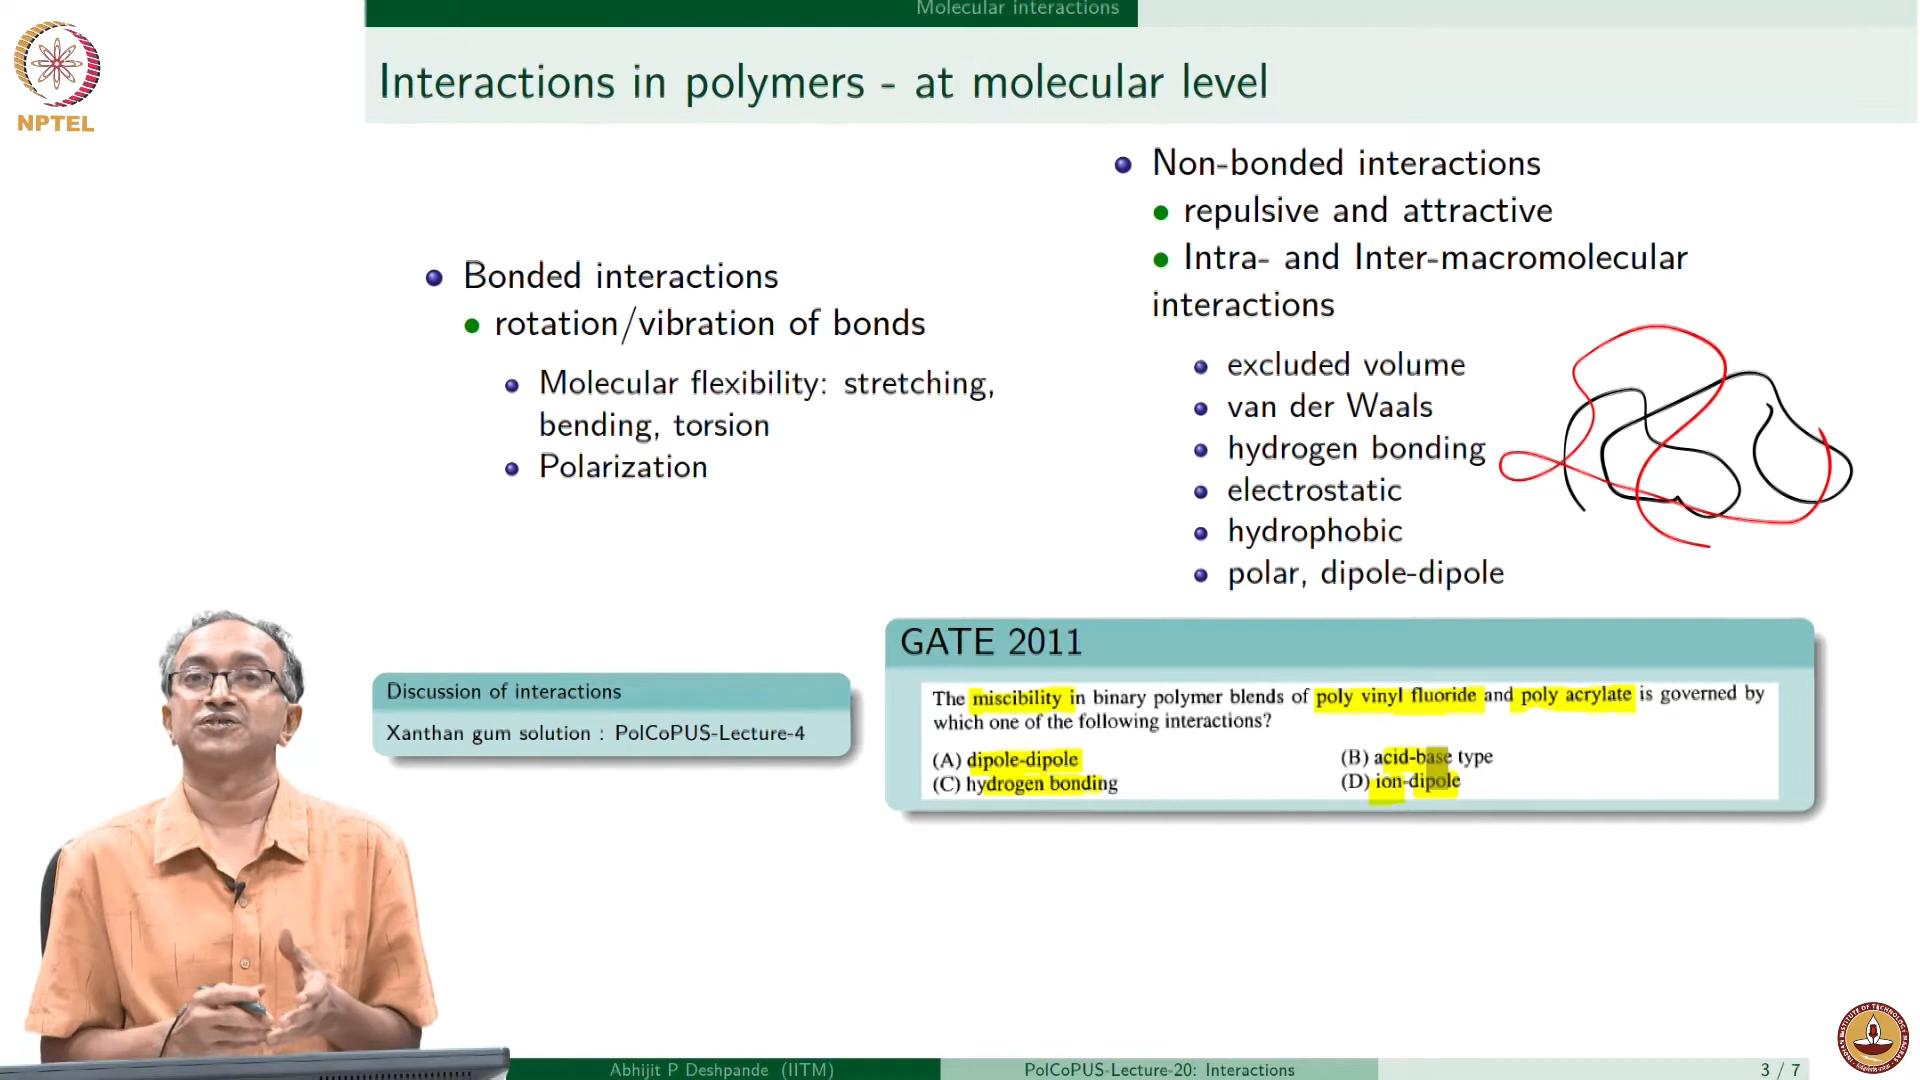 Molecular interactions
NPTEL
Interactions in polymers - at molecular level
Bonded interactions
rotation/vibration of bonds
Molecular flexibility: stretching,
bending, torsion
Polarization
Non-bonded interactions
repulsive and attractive
Intra- and Inter-macromolecular
interactions
excluded volume
van der Waals
hydrogen bonding
electrostatic
hydrophobic
polar, dipole-dipole
Discussion of interactions
Xanthan gum solution : PolCoPUS-Lecture-4
GATE 2011
The miscibility in binary polymer blends of poly vinyl fluoride and poly acrylate is governed by
which one of the following interactions?
(A) dipole-dipole (B) acid-base type
(C) hydrogen bonding (D) ion-dipole
Abhijit P Deshpande (IITM) PolCoPUS-Lecture-20: Interactions 3 / 7